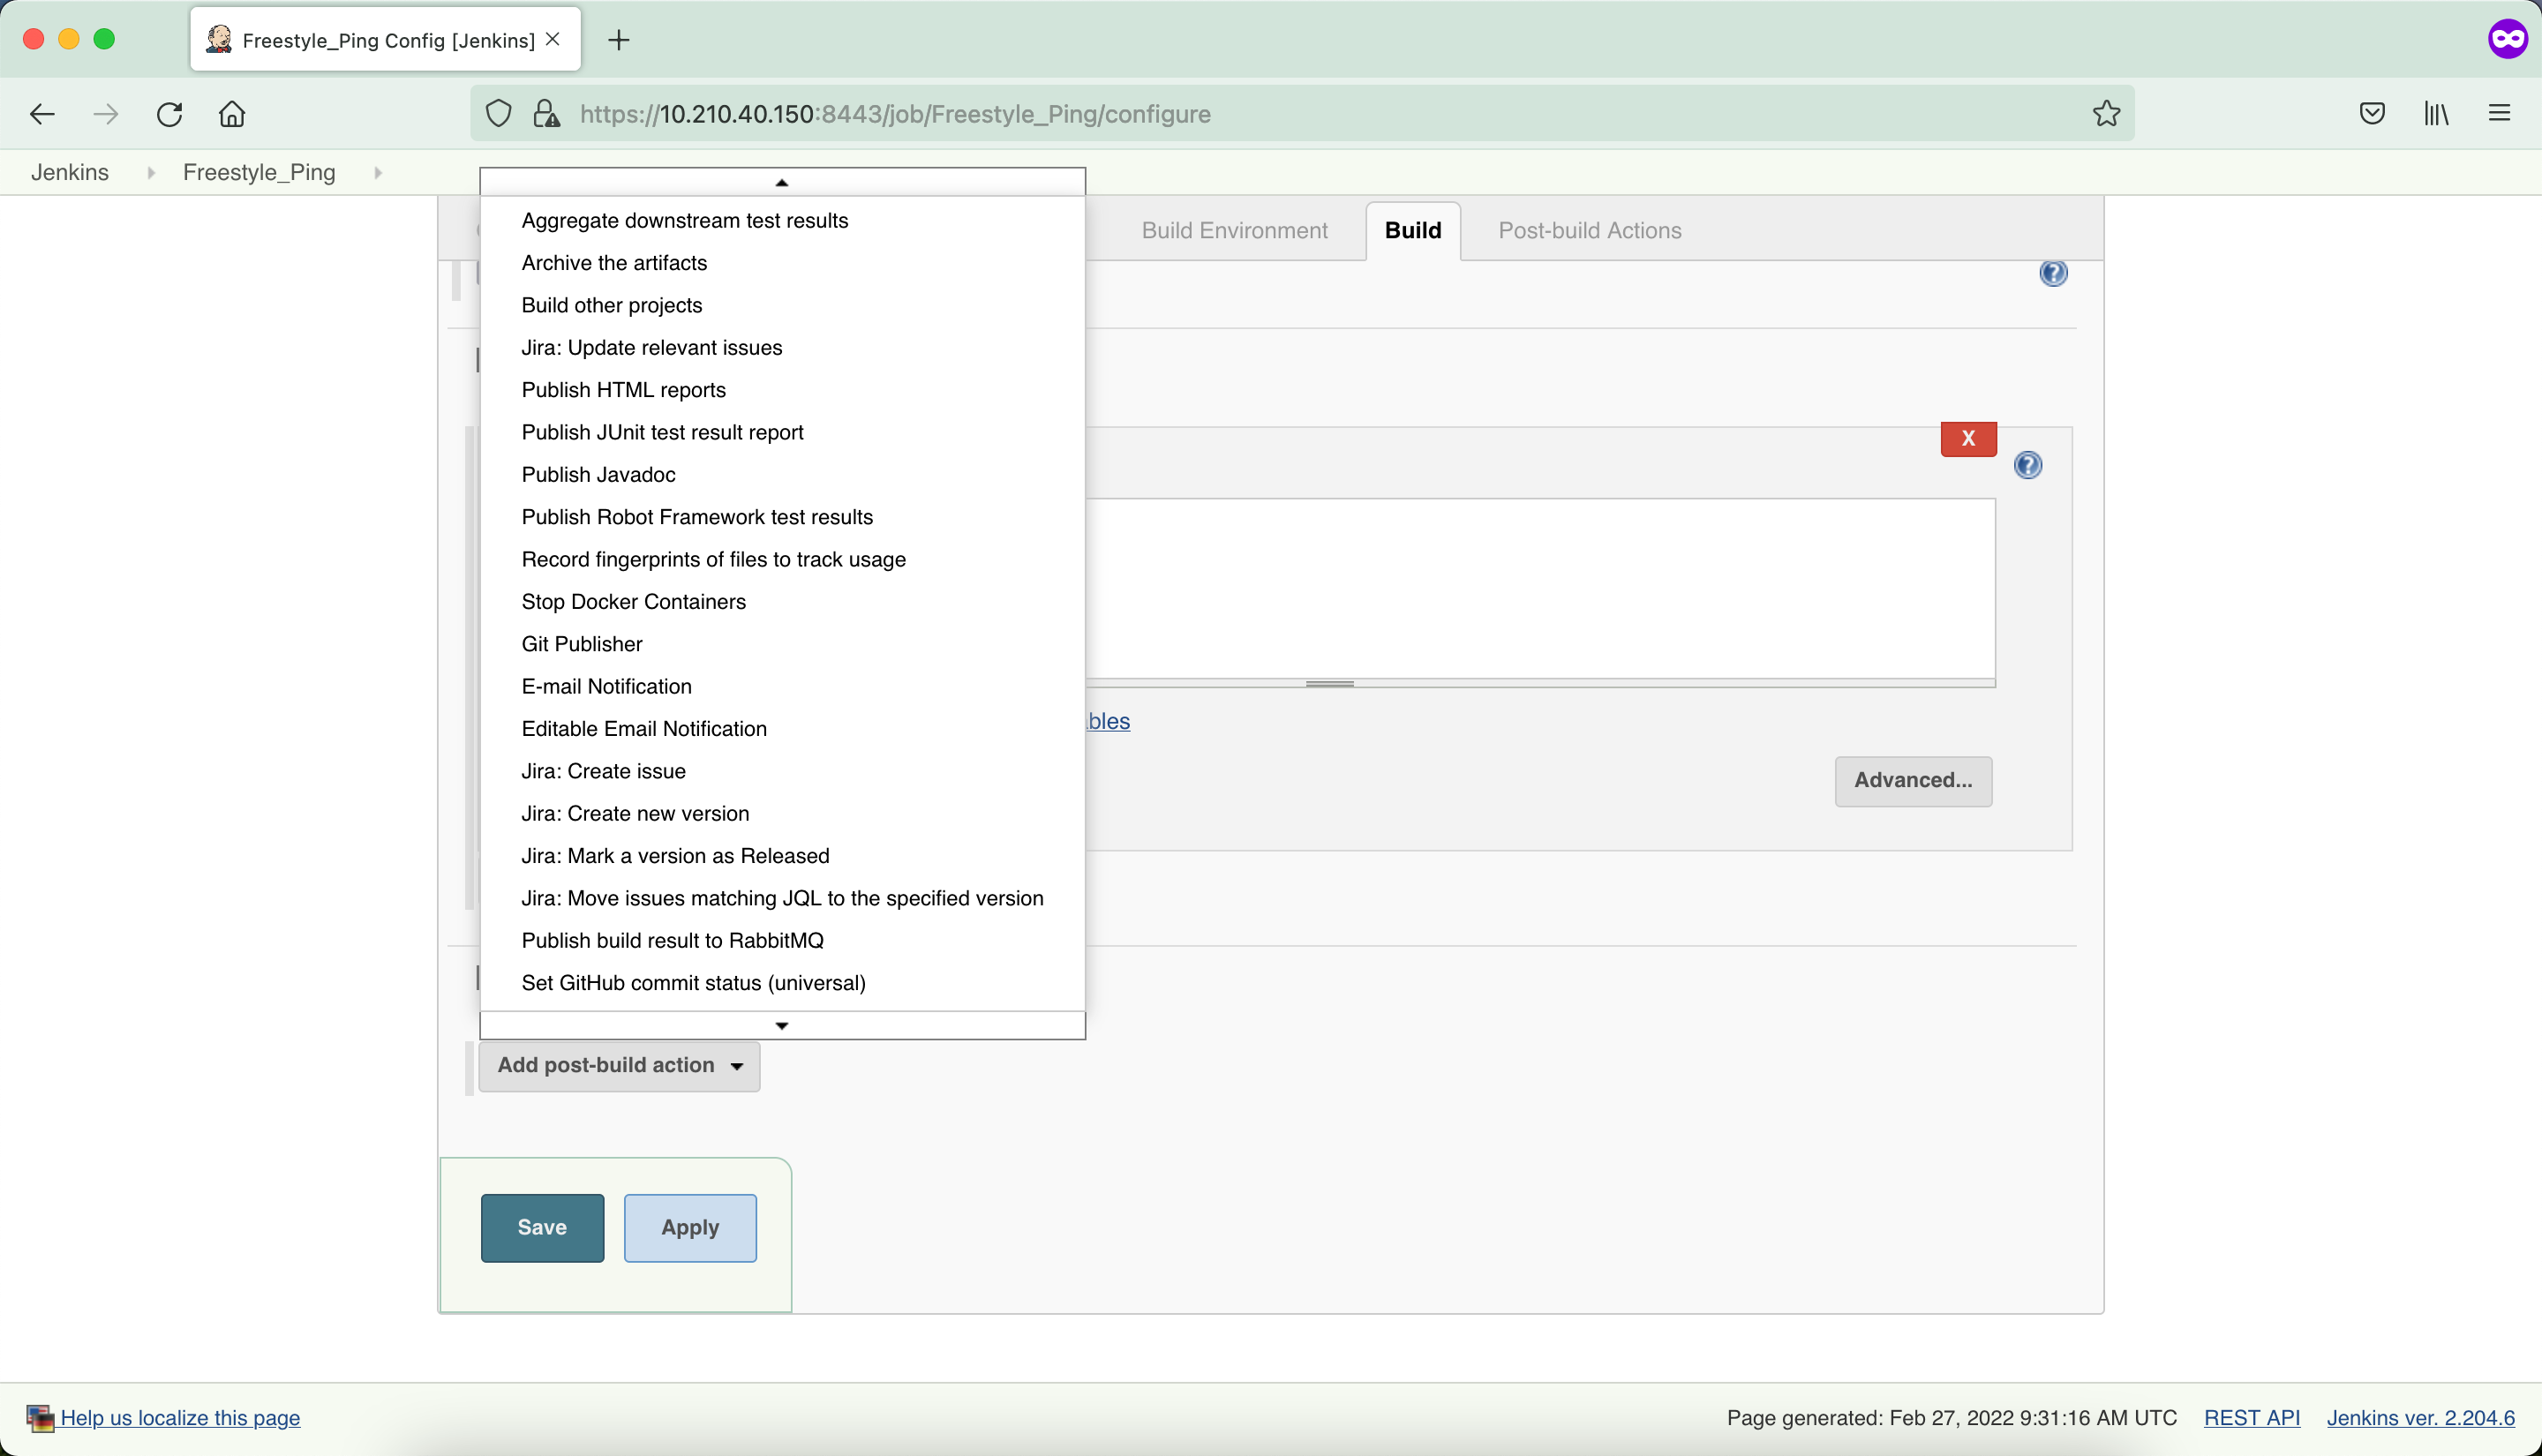 Freestyle_Ping Config [Jenkins]
https://10.210.40.150:8443/job/Freestyle_Ping/configure
Jenkins
Freestyle_Ping
Build Environment
Build
Post-build Actions
Aggregate downstream test results
Archive the artifacts
Build other projects
Jira: Update relevant issues
Publish HTML reports
Publish JUnit test result report
Publish Javadoc
Publish Robot Framework test results
Record fingerprints of files to track usage
Stop Docker Containers
Git Publisher
E-mail Notification
Editable Email Notification
Jira: Create issue
Jira: Create new version
Jira: Mark a version as Released
Jira: Move issues matching JQL to the specified version
Publish build result to RabbitMQ
Set GitHub commit status (universal)
?
X
?
Advanced...
Add post-build action
Save
Apply
Help us localize this page
Page generated: Feb 27, 2022 9:31:16 AM UTC
REST API
Jenkins ver. 2.204.6